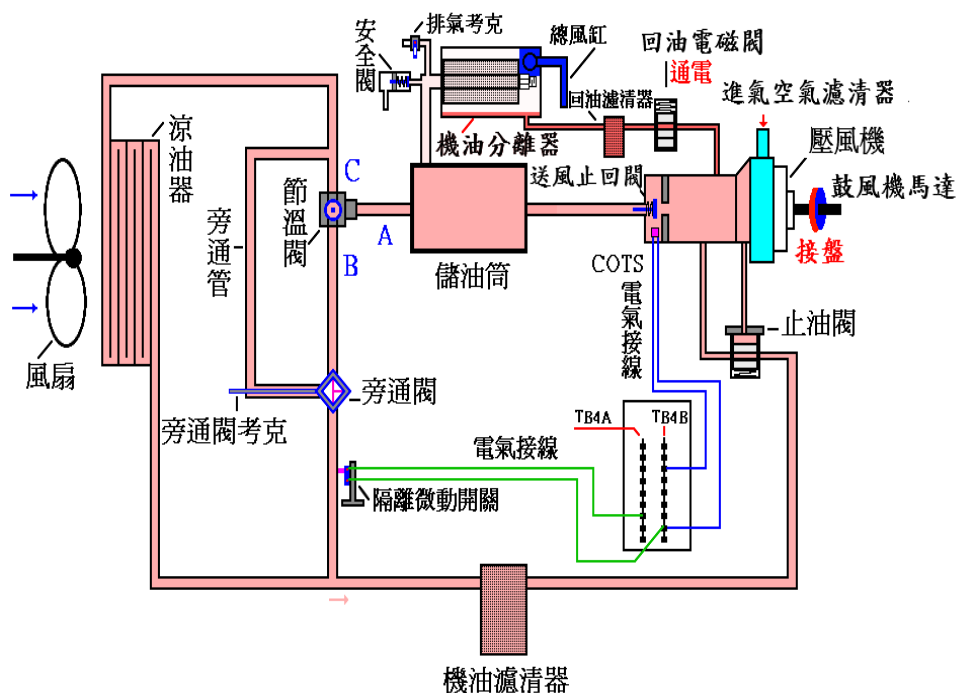 排氣考克
安全閥
總風缸
回油電磁閥
通電
進氣空氣濾清器
回油濾清器
機油分離器
涼油器
壓風機
鼓風機馬達
送風止回閥
接盤
節溫閥
旁通管
C
A
B
儲油筒
COTS
電氣接線
止油閥
風扇
旁通閥
旁通閥考克
TB4A
TB4B
電氣接線
隔離微動開關
機油濾清器